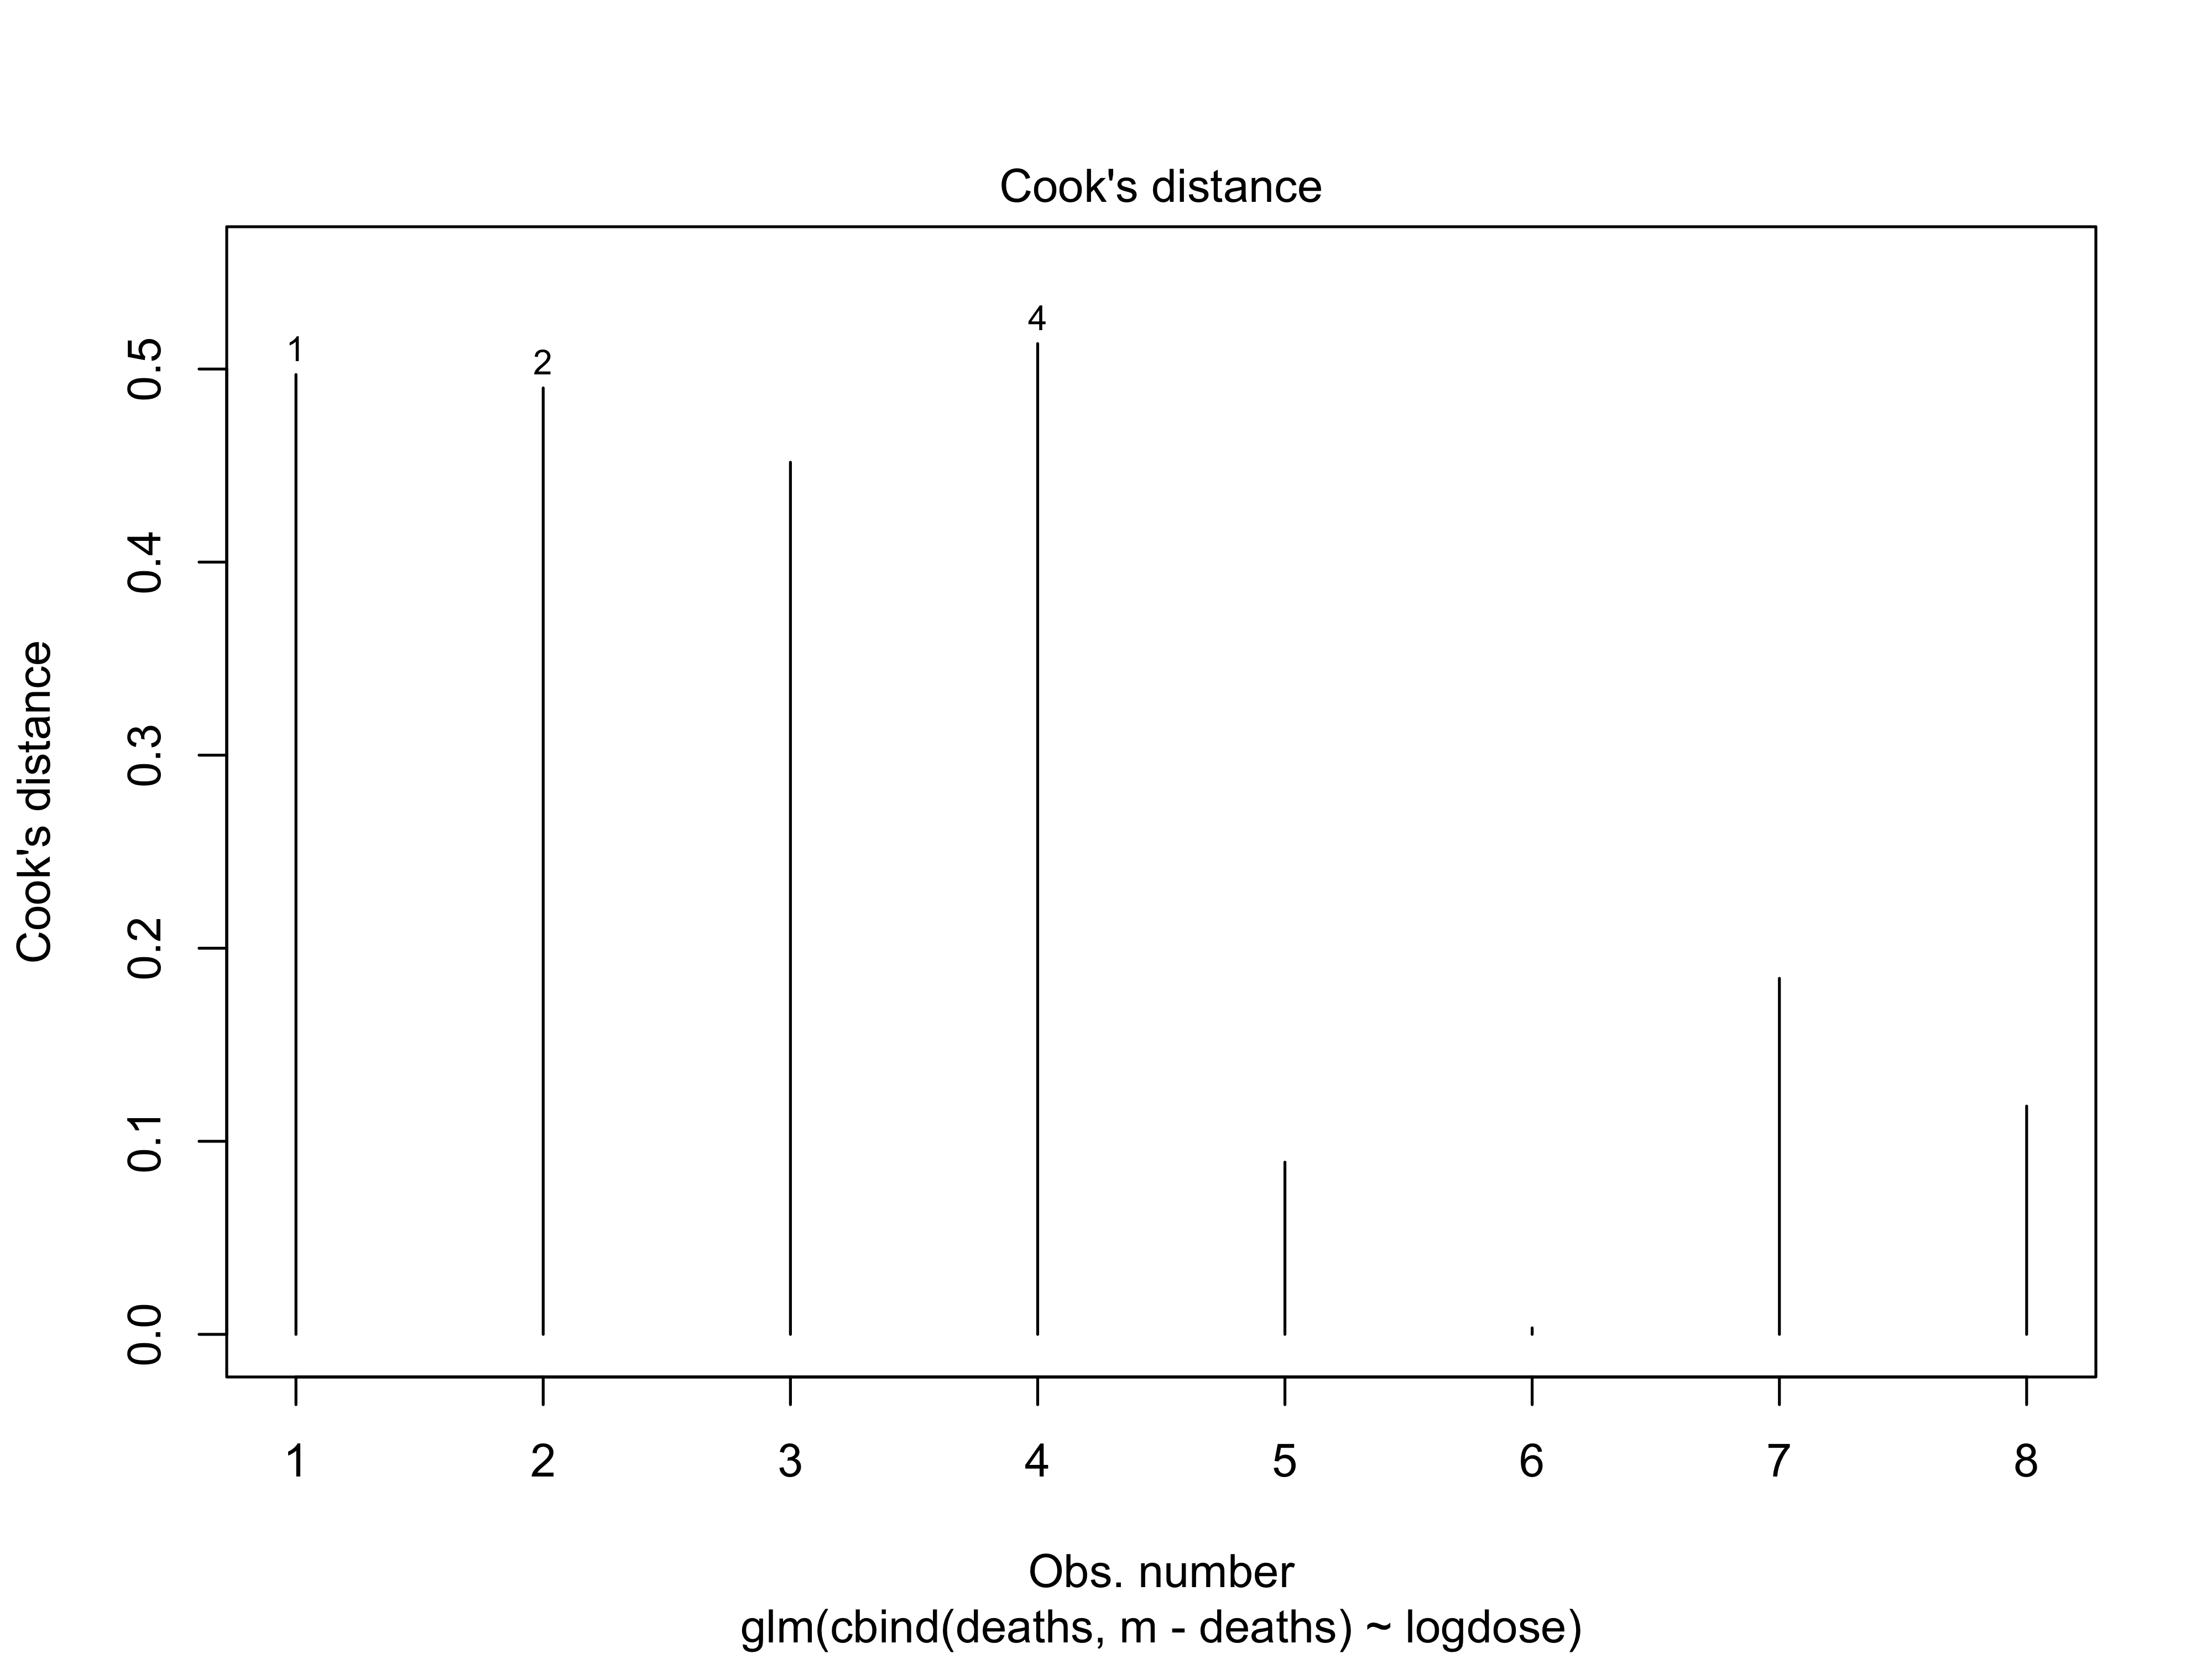 Cook's distance
Cook's distance
0.5
0.4
0.3
0.2
0.1
0.0
1
2
4
1 2 3 4 5 6 7 8
Obs. number
glm(cbind(deaths, m - deaths) ~ logdose)